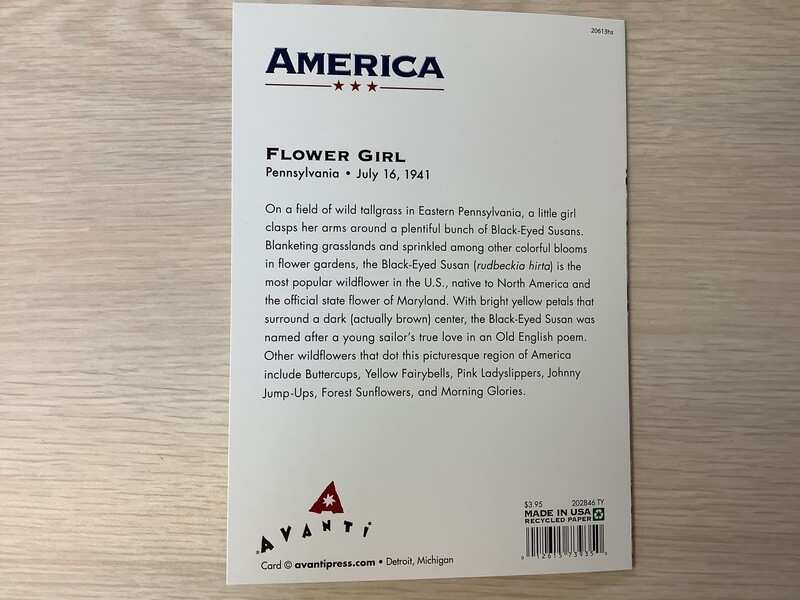 20613hs
AMERICA
FLOWER GIRL
Pennsylvania • July 16, 1941
On a field of wild tallgrass in Eastern Pennsylvania, a little girl
clasps her arms around a plentiful bunch of Black-Eyed Susans.
Blanketing grasslands and sprinkled among other colorful blooms
in flower gardens, the Black-Eyed Susan (rudbeckia hirta) is the
most popular wildflower in the U.S., native to North America and
the official state flower of Maryland. With bright yellow petals that
surround a dark (actually brown) center, the Black-Eyed Susan was
named after a young sailor's true love in an Old English poem.
Other wildflowers that dot this picturesque region of America
include Buttercups, Yellow Fairybells, Pink Ladyslippers, Johnny
Jump-Ups, Forest Sunflowers, and Morning Glories.
AVANTI
Card © avantipress.com • Detroit, Michigan
$3.95 202846 TY
MADE IN USA
RECYCLED PAPER
0 12615 73935 0